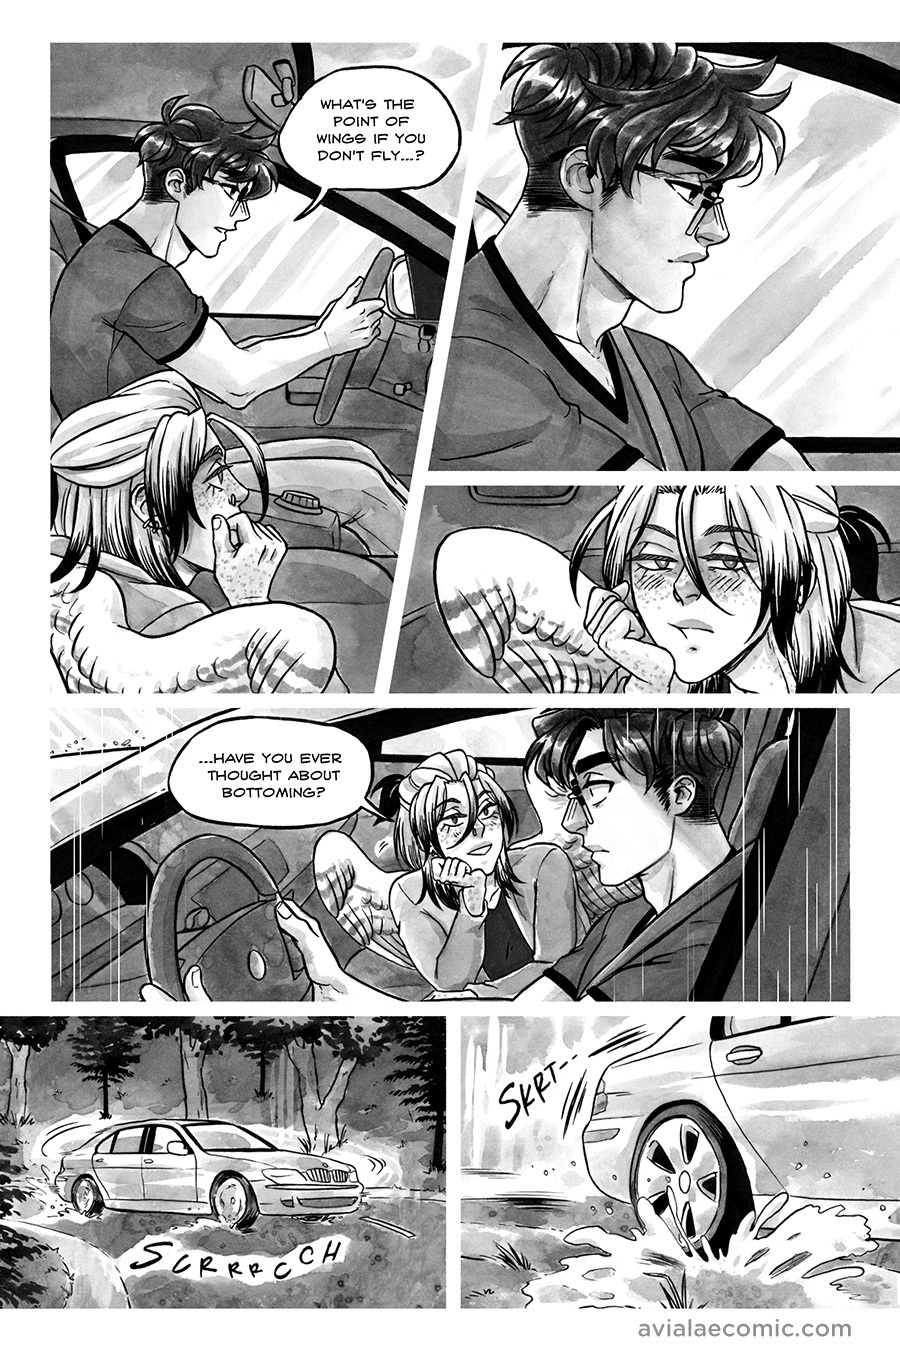 WHAT'S THE
POINT OF
WINGS IF YOU
DON'T FLY...?
...HAVE YOU EVER
THOUGHT ABOUT
BOTTOMING?
SCRRRCCH
SKRT--
avialaecomic.com